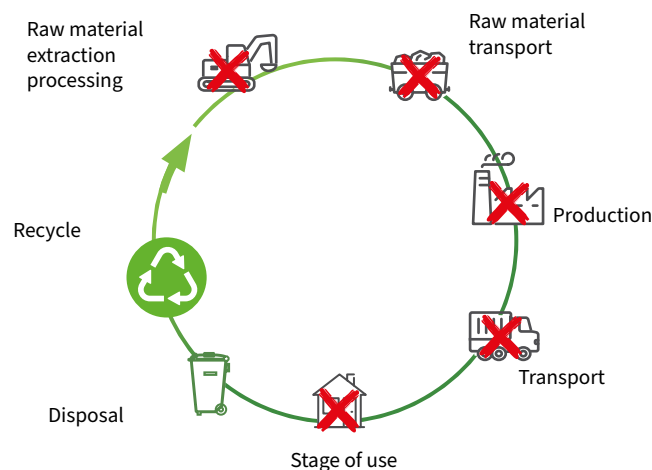 Raw material
extraction
processing
Raw material
transport
Production
Transport
Stage of use
Disposal
Recycle